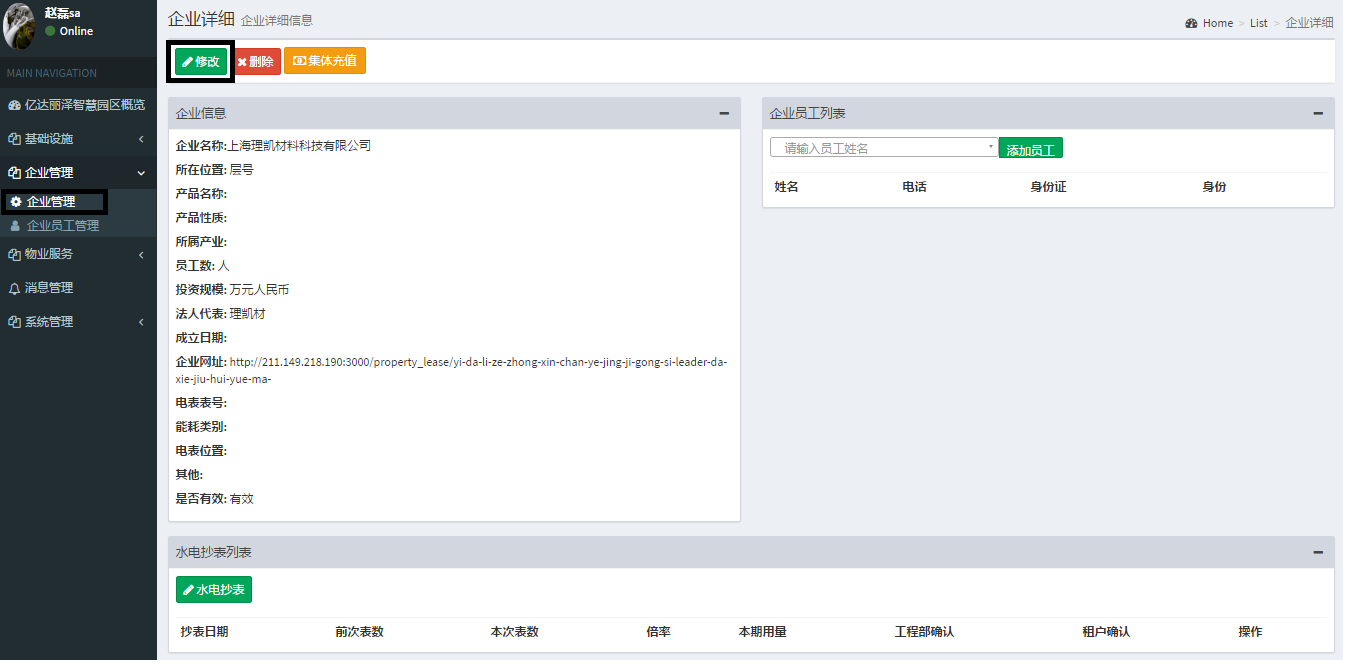 赵磊sa
Online
MAIN NAVIGATION
亿达丽泽智慧园区概览
基础设施
企业管理
企业管理
企业员工管理
物业服务
消息管理
系统管理
企业详细 企业详细信息
Home > List > 企业详细
修改 删除 集体充值
企业信息
企业名称:上海理凯材料科技有限公司
所在位置: 层号
产品名称:
产品性质:
所属产业:
员工数: 人
投资规模: 万元人民币
法人代表: 理凯材
成立日期:
企业网址: http://211.149.218.190:3000/property_lease/yi-da-li-ze-zhong-xin-chan-ye-jing-ji-gong-si-leader-da-
xie-jiu-hui-yue-ma-
电表表号:
能耗类别:
电表位置:
其他:
是否有效: 有效
企业员工列表
请输入员工姓名 添加员工
姓名 电话 身份证 身份
水电抄表列表
水电抄表
抄表日期 前次表数 本次表数 倍率 本期用量 工程部确认 租户确认 操作